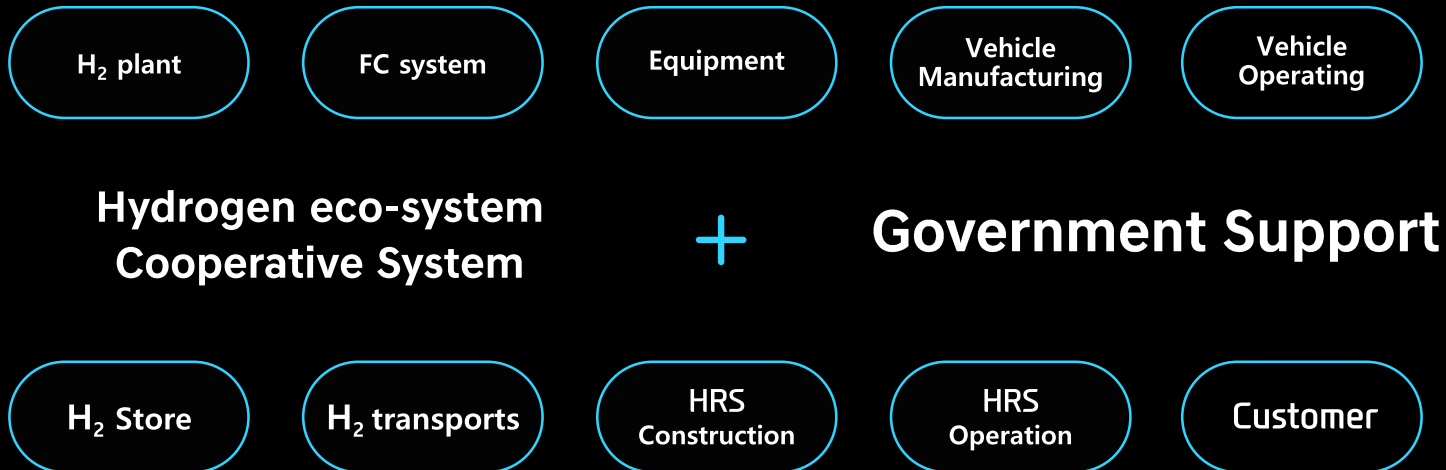 H₂ plant
FC system
Equipment
Vehicle
Manufacturing
Vehicle
Operating
Hydrogen eco-system
Cooperative System
+
Government Support
H₂ Store
H₂ transports
HRS
Construction
HRS
Operation
Customer